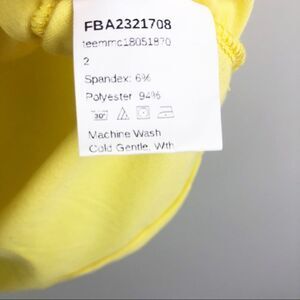 FBA2321708
teemmc18051870
2
Spandex: 6%
Polyester 94%
30°
Machine Wash
Cold Gentle, Wth